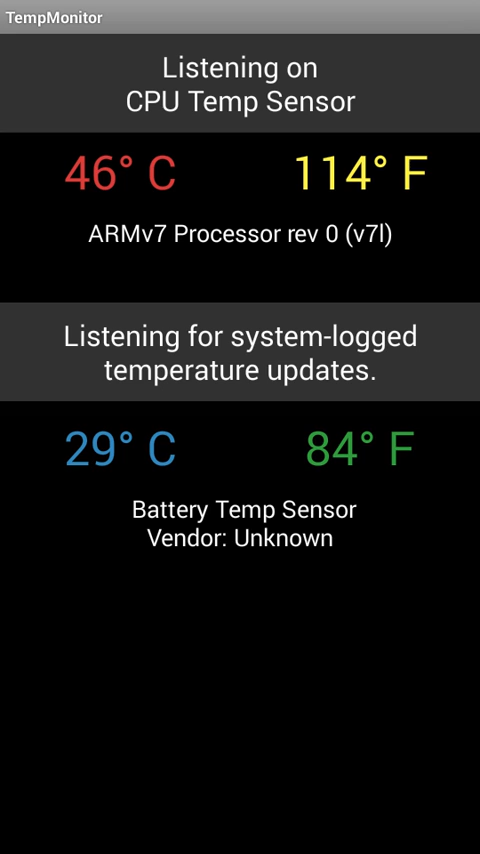 TempMonitor
Listening on
CPU Temp Sensor
46° C 114° F
ARMv7 Processor rev 0 (v7l)
Listening for system-logged
temperature updates.
29° C 84° F
Battery Temp Sensor
Vendor: Unknown